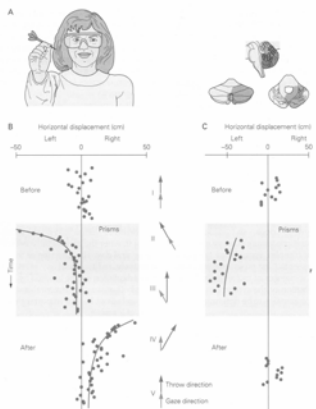 A
B
Horizontal displacement (cm)
Left Right
-50 0 50
Before
I
Prisms
II
III
Time
After
IV
V
Throw direction
Gaze direction
C
Horizontal displacement (cm)
Left Right
-50 0 50
Before
Prisms
After